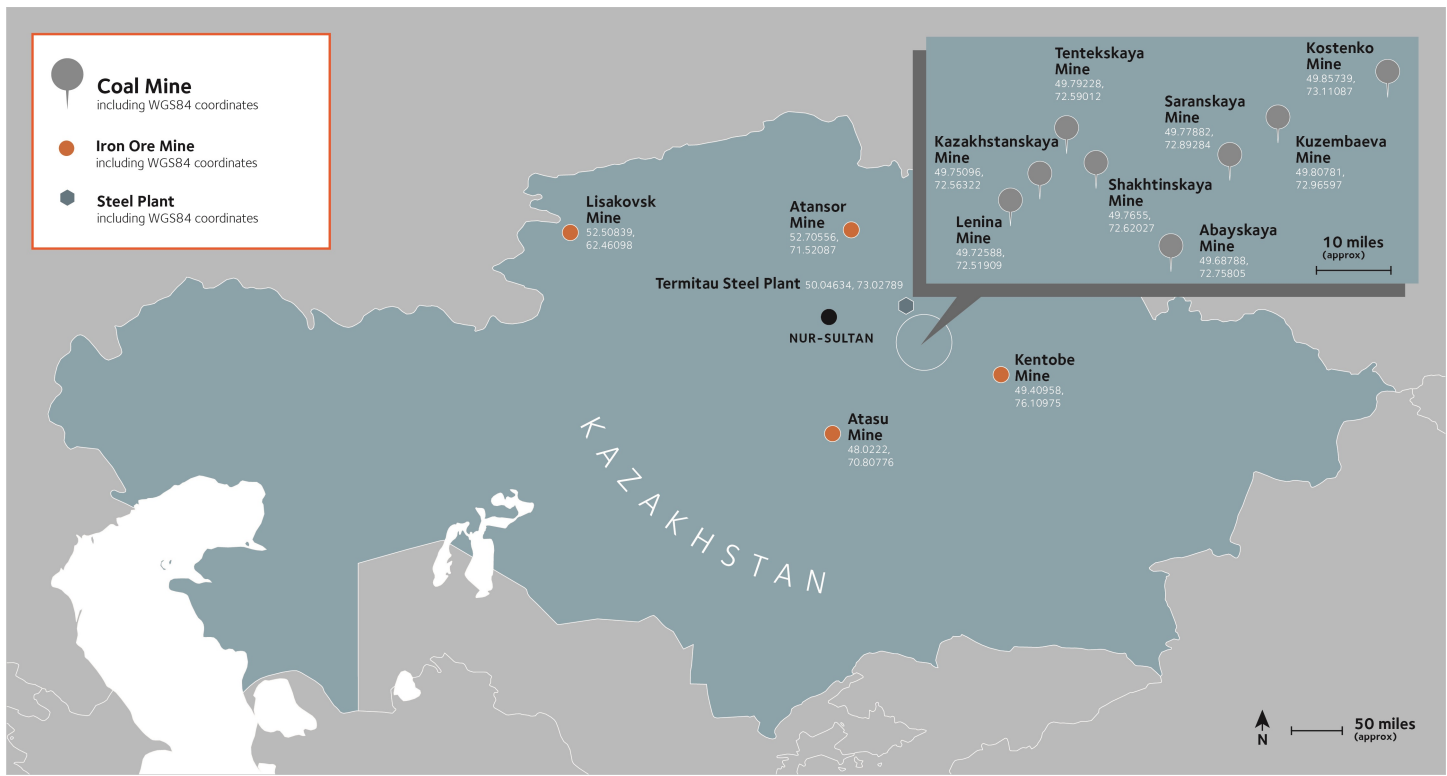 Coal Mine
including WGS84 coordinates
Iron Ore Mine
including WGS84 coordinates
Steel Plant
including WGS84 coordinates
Lisakovsk
Mine
52.50839,
62.46098
Atansor
Mine
52.70556,
71.52087
Termitau Steel Plant 50.04634, 73.02789
NUR-SULTAN
Kentobe
Mine
49.40958,
76.10975
Atasu
Mine
48.0222,
70.80776
KAZAKHSTAN
Tentekskaya
Mine
49.79228,
72.59012
Kostenko
Mine
49.85739,
73.11087
Saranskaya
Mine
49.77882,
72.89284
Kazakhstanskaya
Mine
49.75096,
72.56322
Kuzembaeva
Mine
49.80781,
72.96597
Shakhtinskaya
Mine
49.7655,
72.62027
Lenina
Mine
49.72588,
72.51909
Abayskaya
Mine
49.68788,
72.75805
10 miles
(approx)
N
50 miles
(approx)